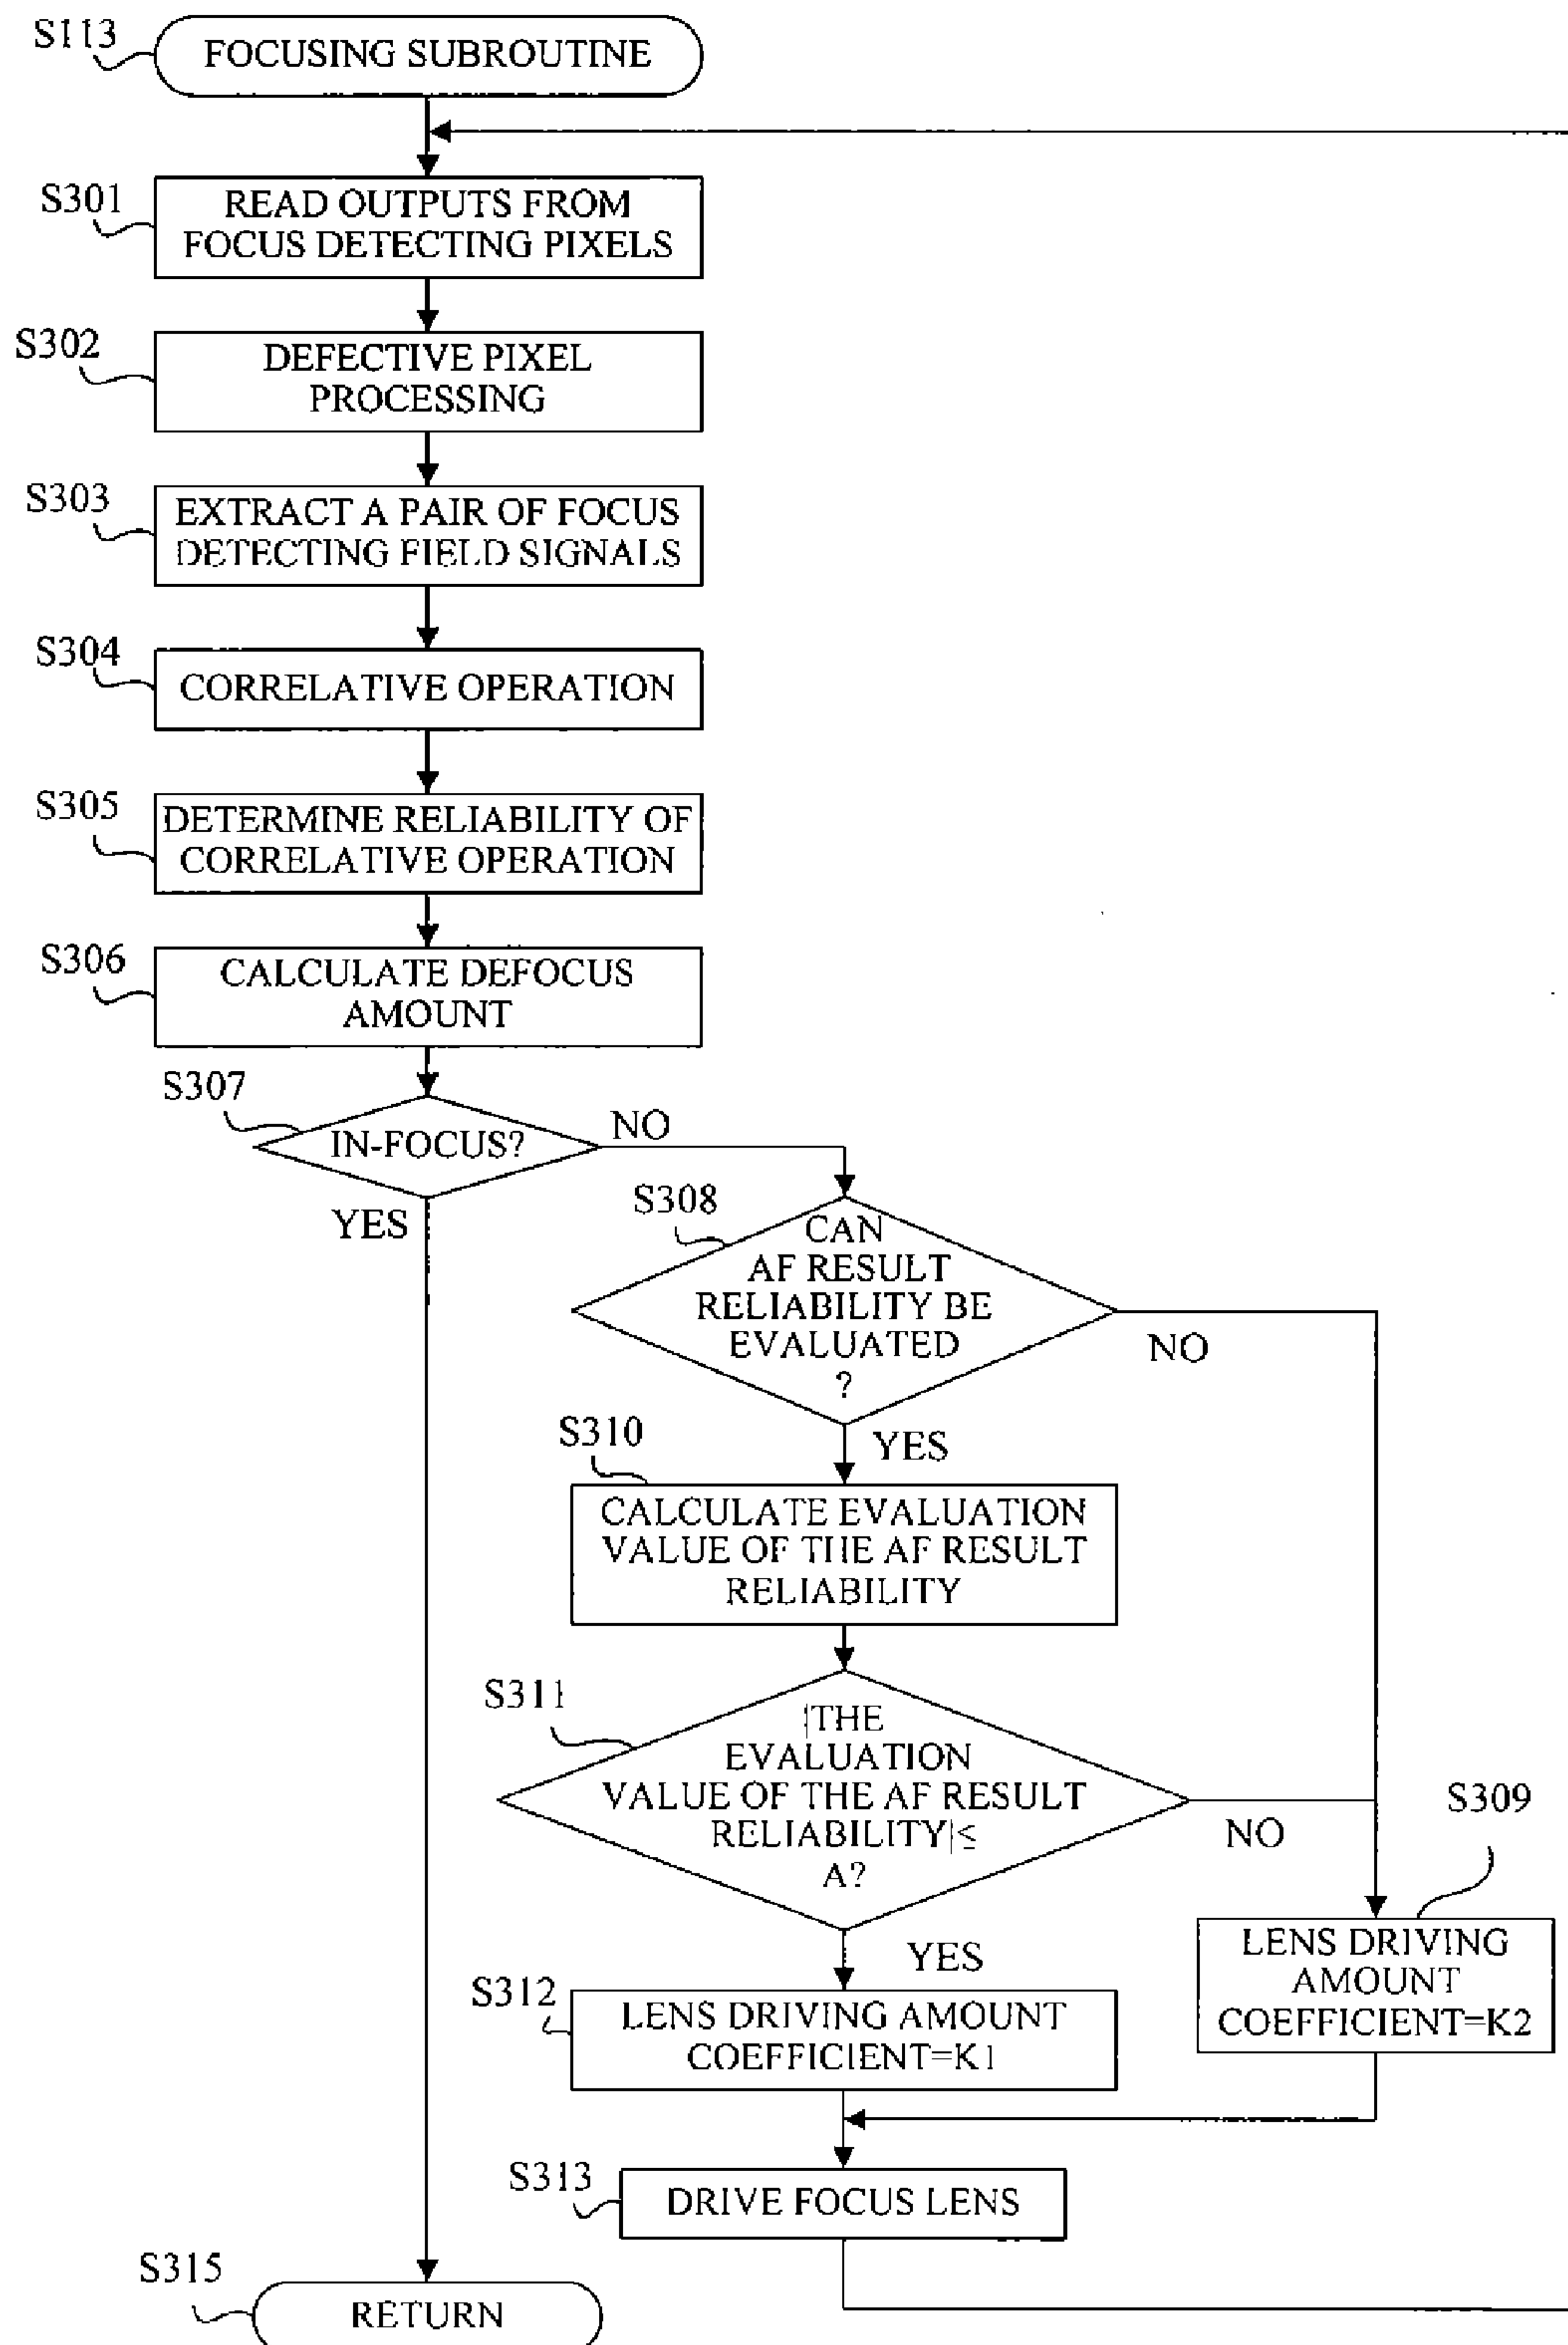 S113
FOCUSING SUBROUTINE
S301
READ OUTPUTS FROM
FOCUS DETECTING PIXELS
S302
DEFECTIVE PIXEL
PROCESSING
S303
EXTRACT A PAIR OF FOCUS
DETECTING FIELD SIGNALS
S304
CORRELATIVE OPERATION
S305
DETERMINE RELIABILITY OF
CORRELATIVE OPERATION
S306
CALCULATE DEFOCUS
AMOUNT
S307
IN-FOCUS?
NO
YES
S308
CAN
AF RESULT
RELIABILITY BE
EVALUATED
?
NO
YES
S310
CALCULATE EVALUATION
VALUE OF THE AF RESULT
RELIABILITY
S311
|THE
EVALUATION
VALUE OF THE AF RESULT
RELIABILITY|≤
A?
NO
YES
S309
LENS DRIVING
AMOUNT
COEFFICIENT=K2
S312
LENS DRIVING AMOUNT
COEFFICIENT=K1
S313
DRIVE FOCUS LENS
S315
RETURN